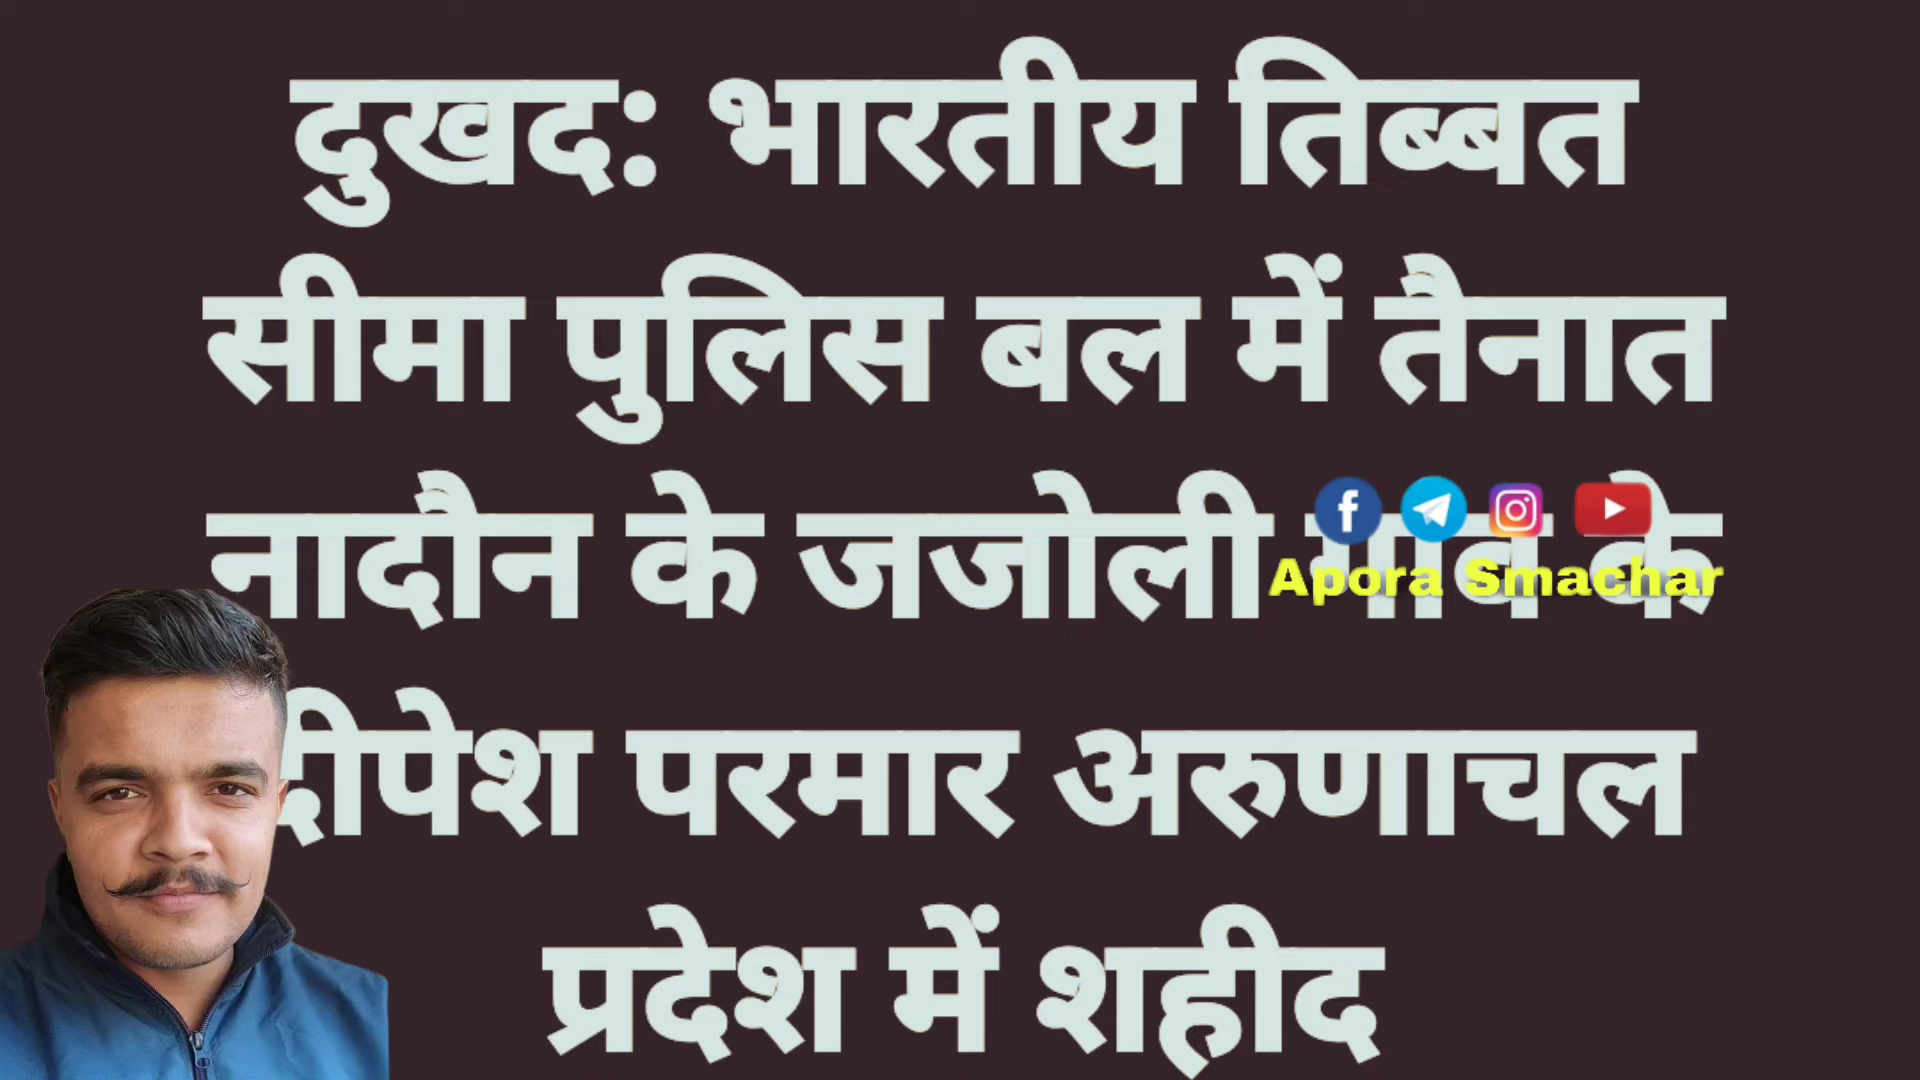 दुखद: भारतीय तिब्बत
सीमा पुलिस बल में तैनात
नादौन के जजोली गाव के
दीपेश परमार अरुणाचल
प्रदेश में शहीद
Apora Smachar